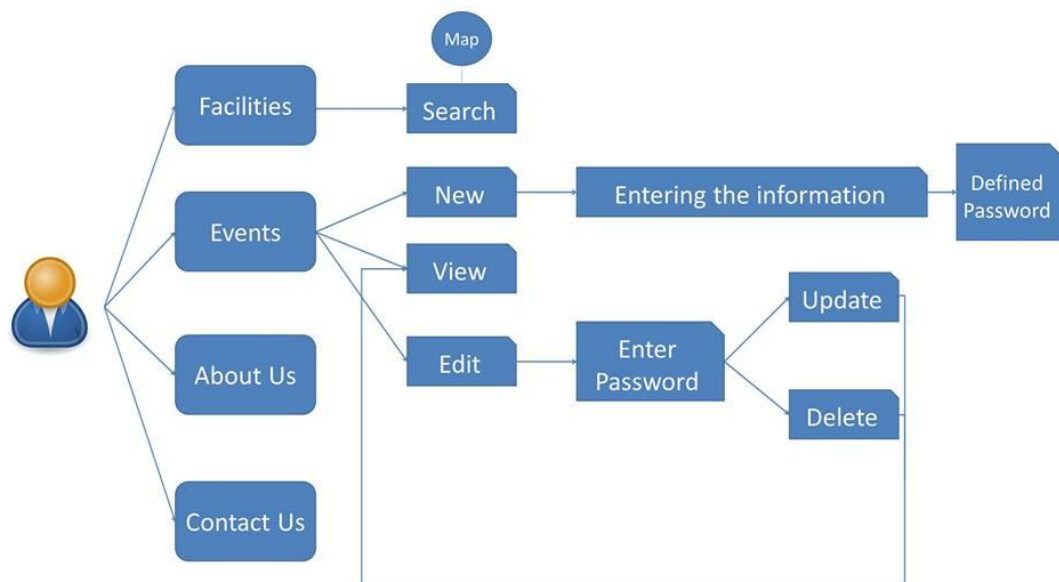 Map
Facilities
Search
New
Entering the information
Defined
Password
Events
View
Update
Edit
Enter
Password
About Us
Delete
Contact Us